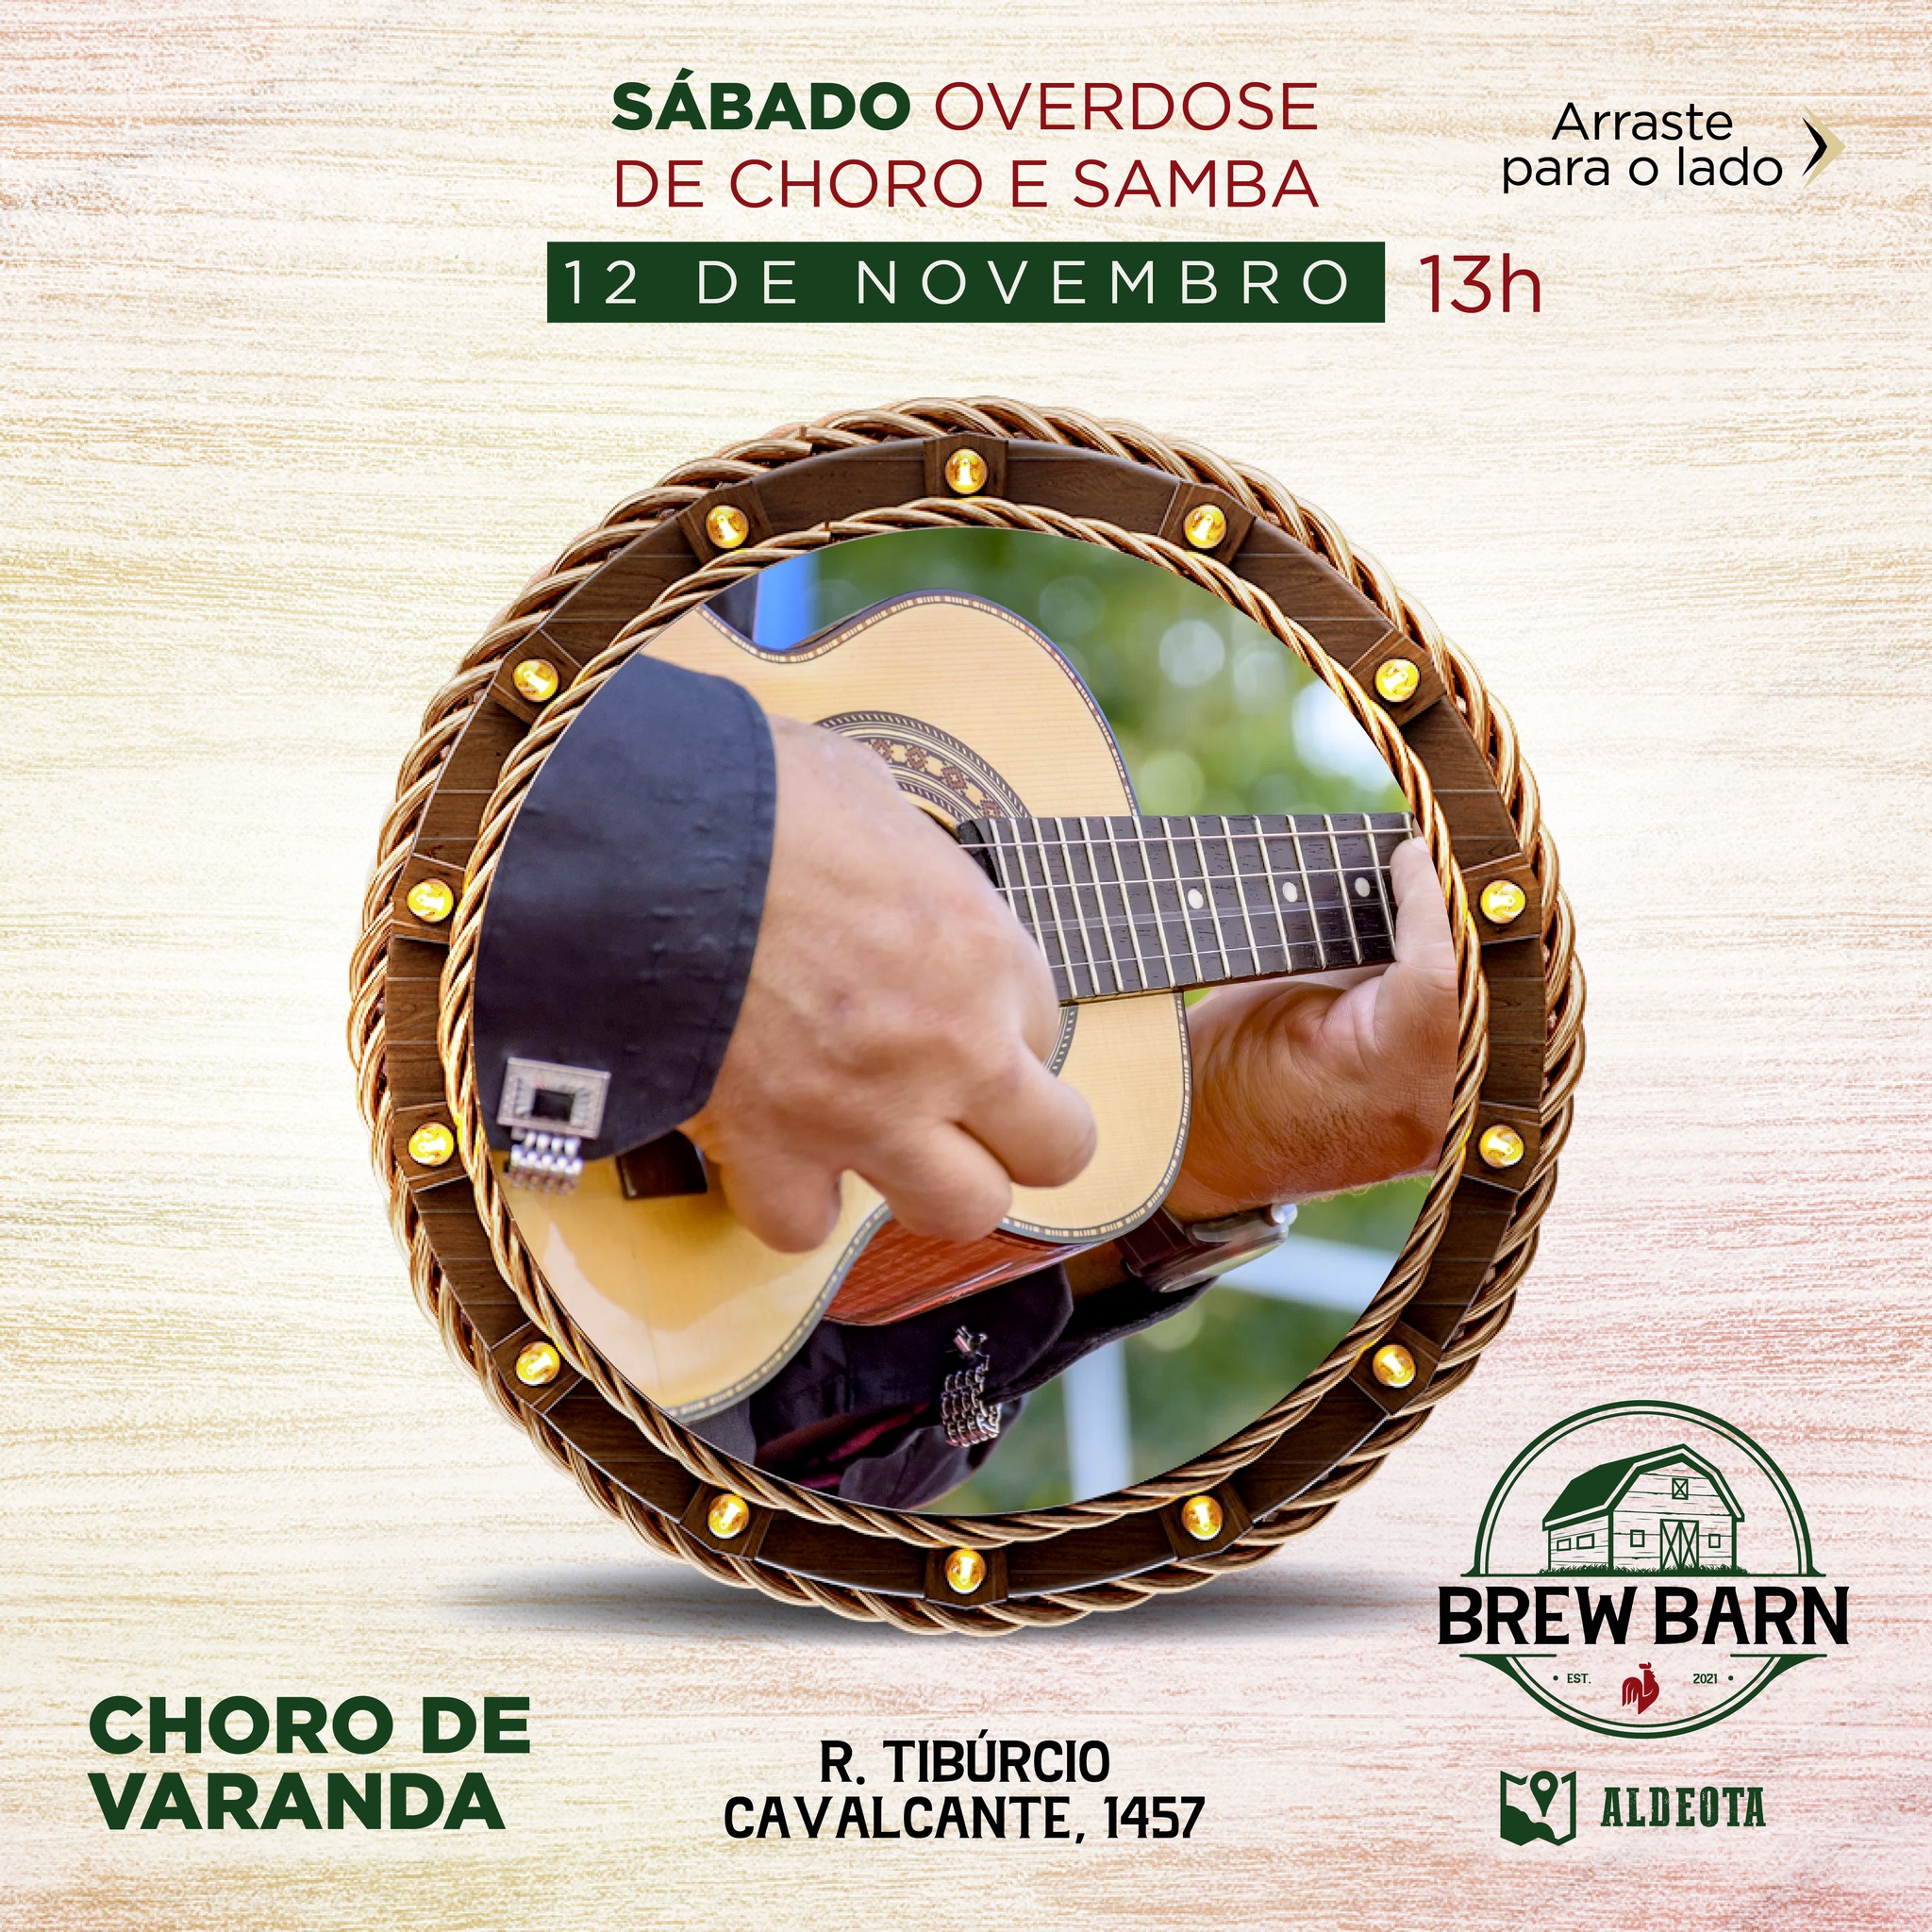 SÁBADO OVERDOSE
DE CHORO E SAMBA
12 DE NOVEMBRO 13h
Arraste
para o lado
CHORO DE
VARANDA
R. TIBÚRCIO
CAVALCANTE, 1457
BREW BARN
• EST. 2021 •
ALDEOTA